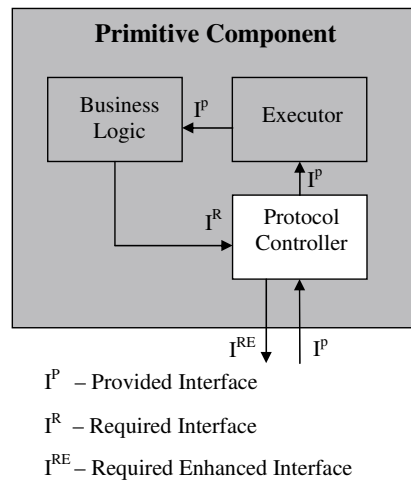 Primitive Component
Business
Logic
I^p
Executor
I^p
I^R
Protocol
Controller
I^RE
I^p
I^P – Provided Interface
I^R – Required Interface
I^RE – Required Enhanced Interface